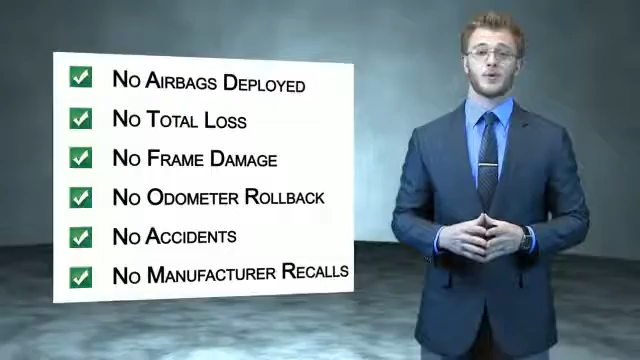 No Airbags Deployed
No Total Loss
No Frame Damage
No Odometer Rollback
No Accidents
No Manufacturer Recalls